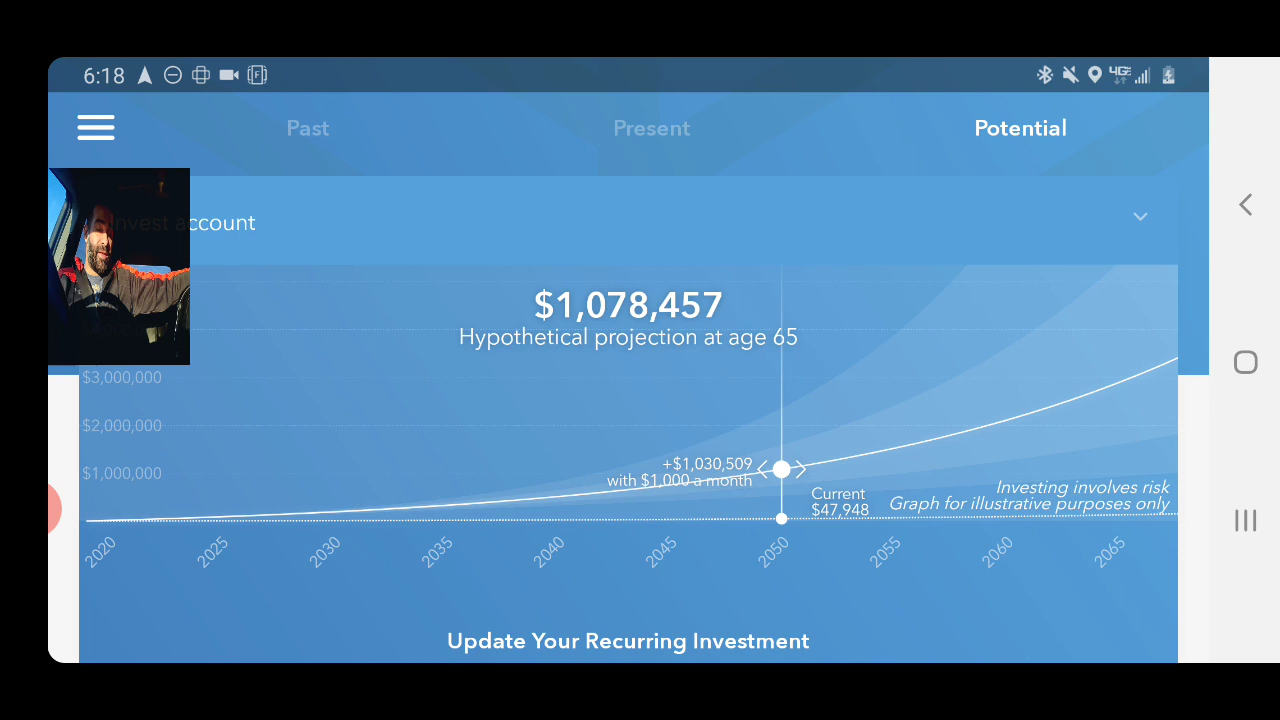 6:18
4GE
Past
Present
Potential
Invest account
$1,078,457
Hypothetical projection at age 65
$3,000,000
$2,000,000
$1,000,000
+$1,030,509
with $1,000 a month
Current
$47,948
Investing involves risk
Graph for illustrative purposes only
2020
2025
2030
2035
2040
2045
2050
2055
2060
2065
Update Your Recurring Investment